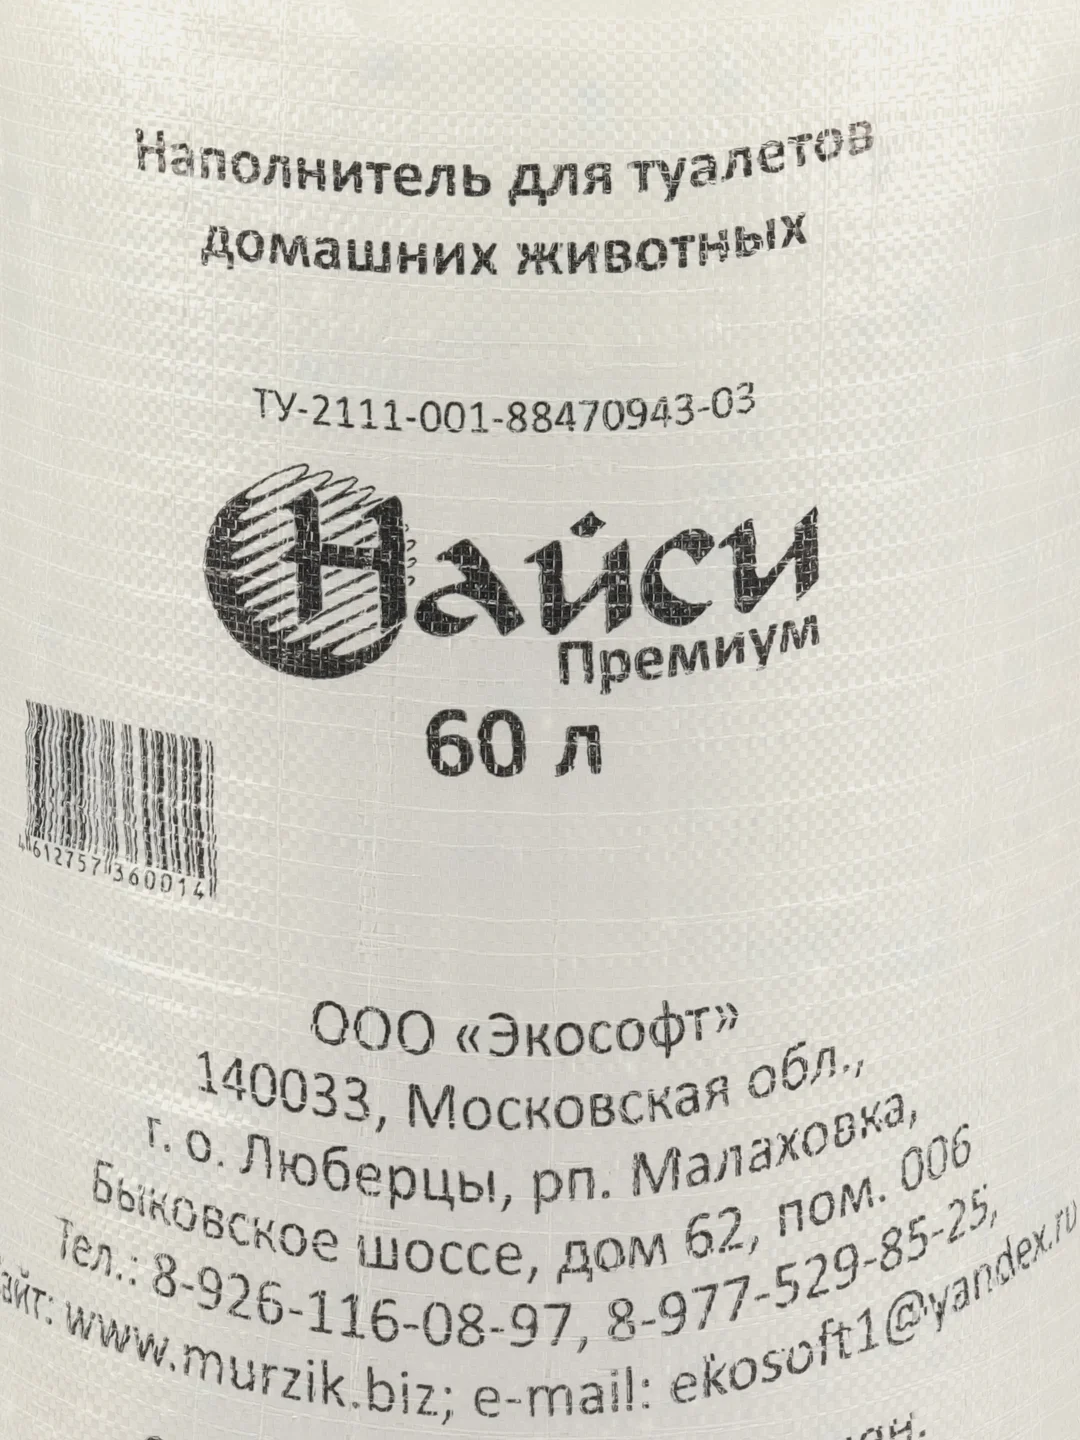 Наполнитель для туалетов
домашних животных
ТУ-2111-001-88470943-03
Найси
Премиум
60 л
4612757360014
ООО «Экософт»
140033, Московская обл.,
г. о. Люберцы, рп. Малаховка,
Быковское шоссе, дом 62, пом. 006
Тел.: 8-926-116-08-97, 8-977-529-85-25,
айт: www.murzik.biz; e-mail: ekosoft1@yandex.ru